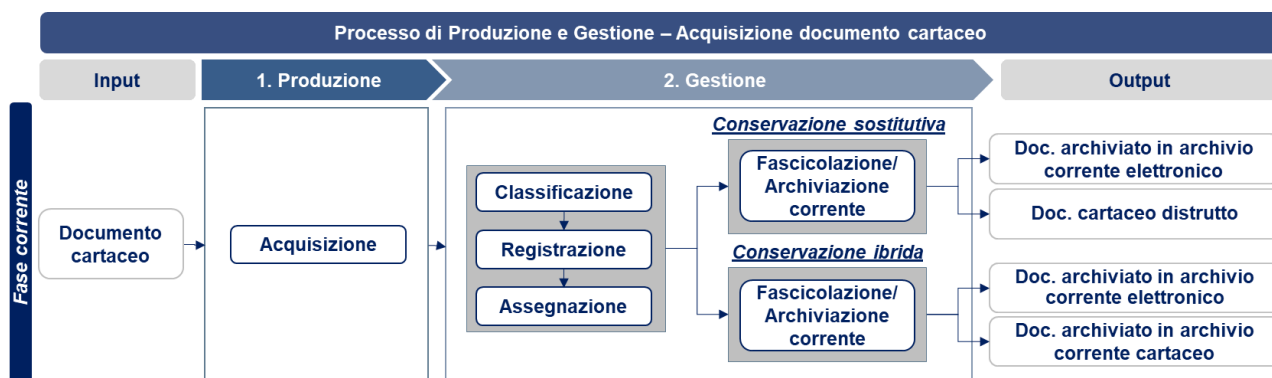 Processo di Produzione e Gestione – Acquisizione documento cartaceo
Input
1. Produzione
2. Gestione
Output
Fase corrente
Documento
cartaceo
Acquisizione
Classificazione
Registrazione
Assegnazione
Conservazione sostitutiva
Fascicolazione/
Archiviazione
corrente
Conservazione ibrida
Fascicolazione/
Archiviazione
corrente
Doc. archiviato in archivio
corrente elettronico
Doc. cartaceo distrutto
Doc. archiviato in archivio
corrente elettronico
Doc. archiviato in archivio
corrente cartaceo